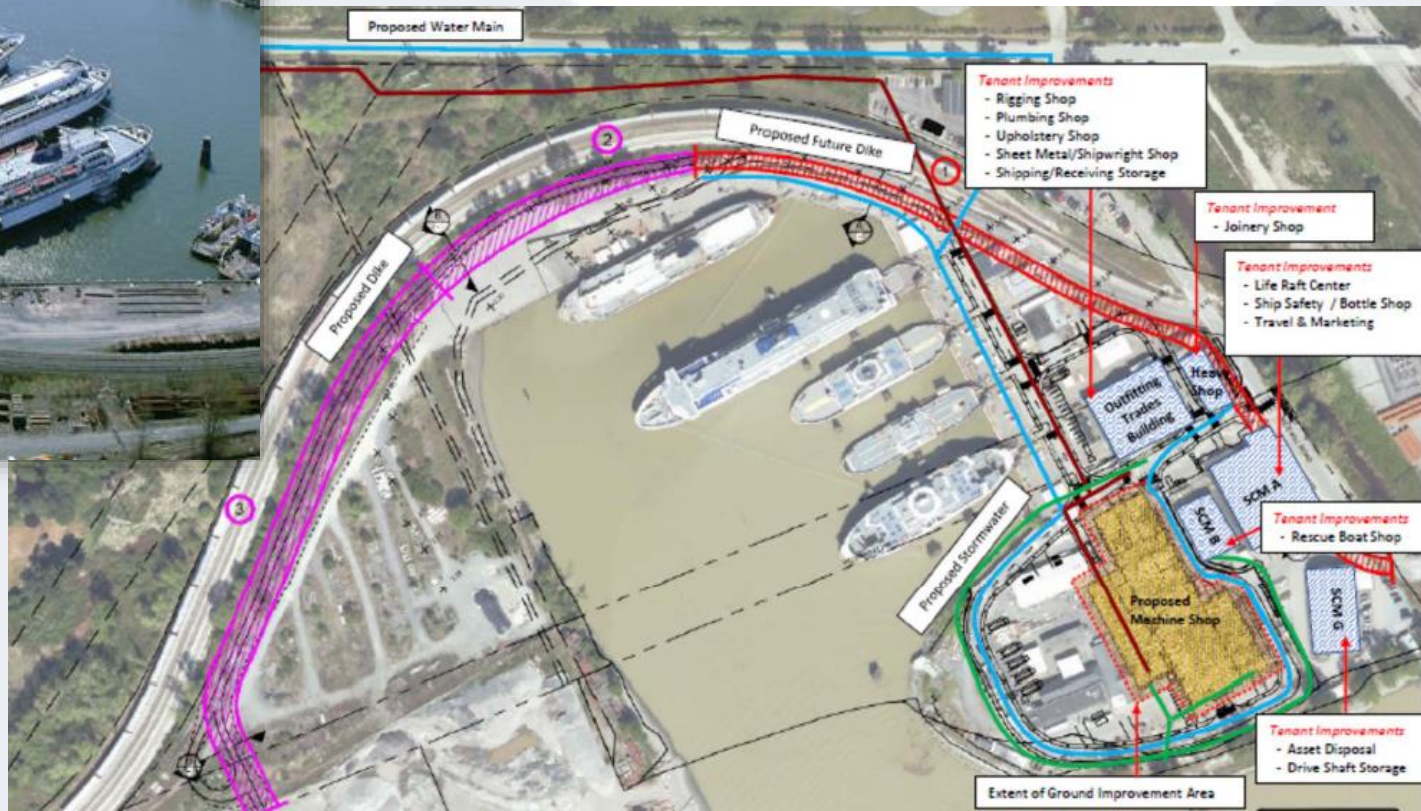 Proposed Water Main
Tenant Improvements
- Rigging Shop
- Plumbing Shop
- Upholstery Shop
- Sheet Metal/Shipwright Shop
- Shipping/Receiving Storage
2
Proposed Future Dike
1
Tenant Improvement
- Joinery Shop
Tenant Improvements
- Life Raft Center
- Ship Safety / Bottle Shop
- Travel & Marketing
Proposed Dike
Outfitting
Trades
Building
Shop
SCM A
SCM B
3
Proposed Stormwater
Tenant Improvements
- Rescue Boat Shop
Proposed
Machine Shop
SCM G
Tenant Improvements
- Asset Disposal
- Drive Shaft Storage
Extent of Ground Improvement Area